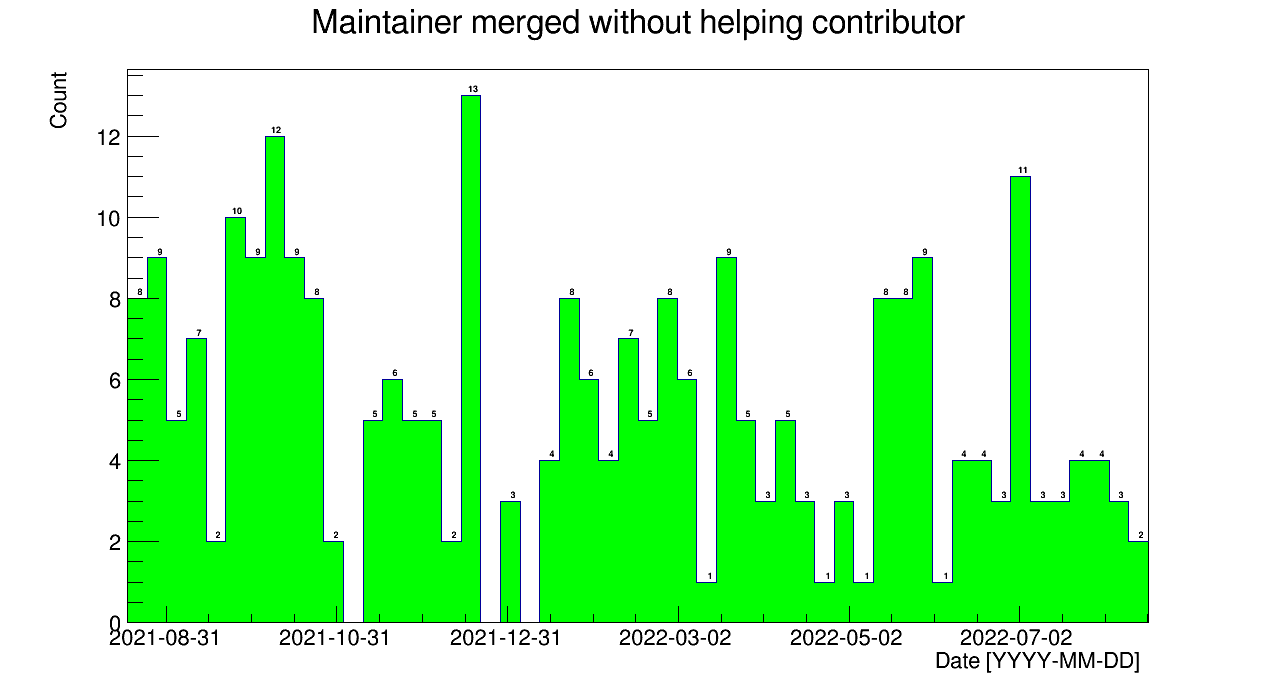 Maintainer merged without helping contributor
Count
12
10
8
6
4
2
0
8 9 5 7 2 10 9 12 9 8 2 5 6 5 5 2 13 3 4 8 6 4 7 5 8 6 1 9 5 3 5 3 1 3 1 8 8 9 1 4 4 3 11 3 3 4 4 3 2
2021-08-31 2021-10-31 2021-12-31 2022-03-02 2022-05-02 2022-07-02
Date [YYYY-MM-DD]